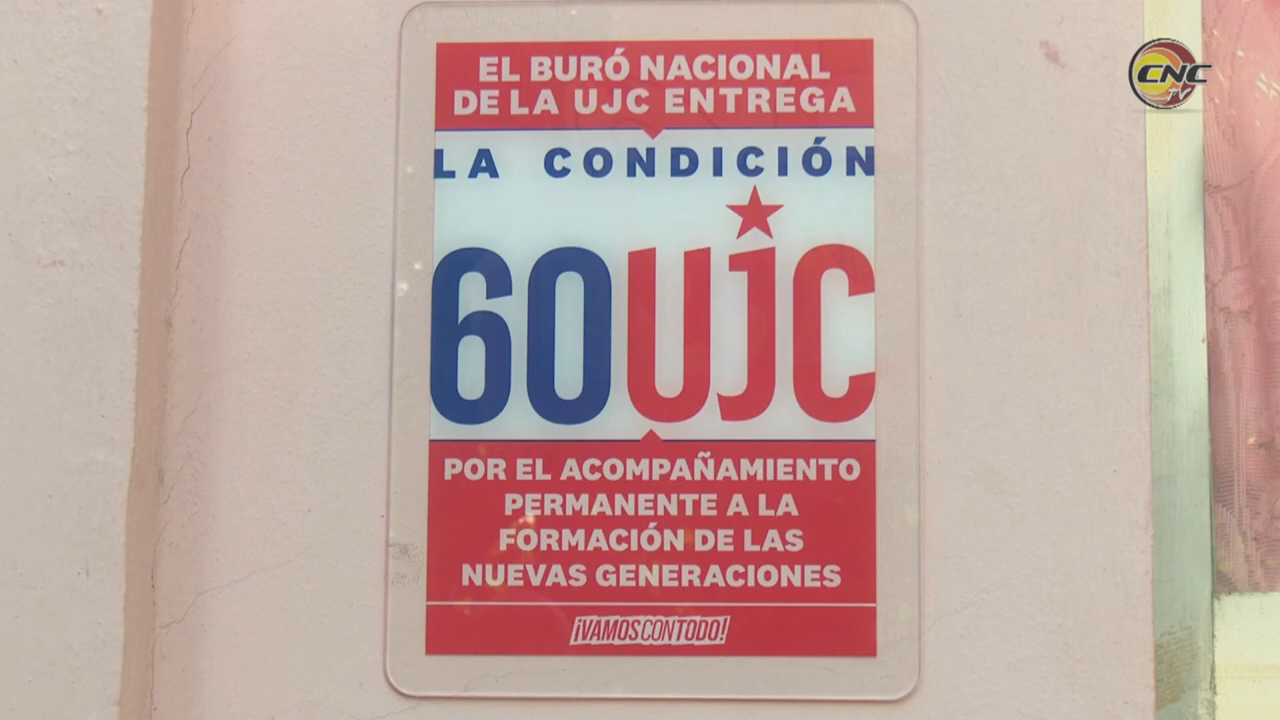 CNC
TV
EL BURÓ NACIONAL
DE LA UJC ENTREGA
LA CONDICIÓN
60UJC
POR EL ACOMPAÑAMIENTO
PERMANENTE A LA
FORMACIÓN DE LAS
NUEVAS GENERACIONES
¡VAMOSCONTODO!